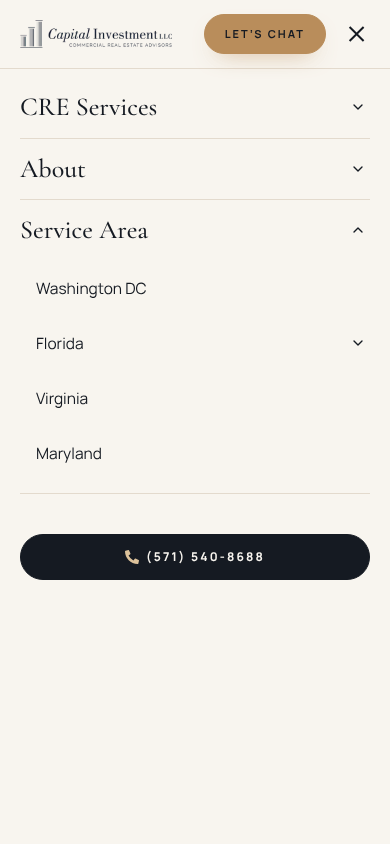 Capital Investment LLC
COMMERCIAL REAL ESTATE ADVISORS
LET'S CHAT
CRE Services
About
Service Area
Washington DC
Florida
Virginia
Maryland
(571) 540-8688